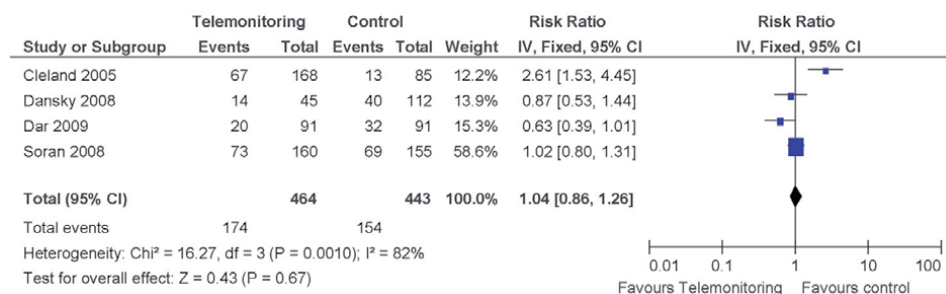 Telemonitoring Control Risk Ratio Risk Ratio
Study or Subgroup Events Total Events Total Weight IV, Fixed, 95% CI IV, Fixed, 95% CI
Cleland 2005 67 168 13 85 12.2% 2.61 [1.53, 4.45]
Dansky 2008 14 45 40 112 13.9% 0.87 [0.53, 1.44]
Dar 2009 20 91 32 91 15.3% 0.63 [0.39, 1.01]
Soran 2008 73 160 69 155 58.6% 1.02 [0.80, 1.31]
Total (95% CI) 464 443 100.0% 1.04 [0.86, 1.26]
Total events 174 154
Heterogeneity: Chi² = 16.27, df = 3 (P = 0.0010); I² = 82%
Test for overall effect: Z = 0.43 (P = 0.67)
0.01 0.1 1 10 100
Favours Telemonitoring Favours control